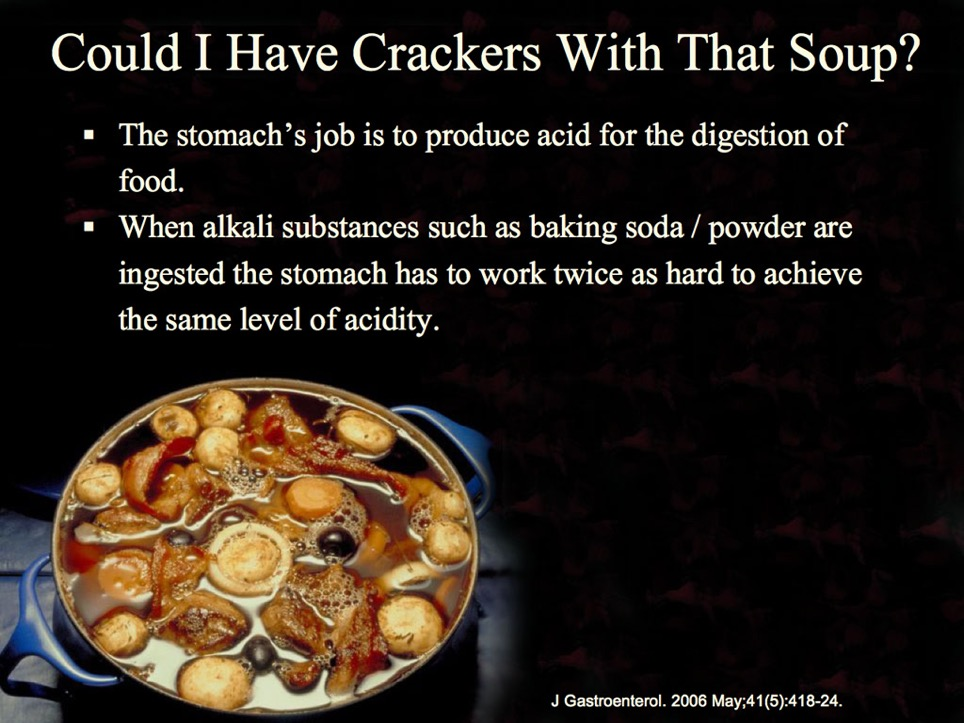 Could I Have Crackers With That Soup?
▪ The stomach’s job is to produce acid for the digestion of
food.
▪ When alkali substances such as baking soda / powder are
ingested the stomach has to work twice as hard to achieve
the same level of acidity.
J Gastroenterol. 2006 May;41(5):418-24.